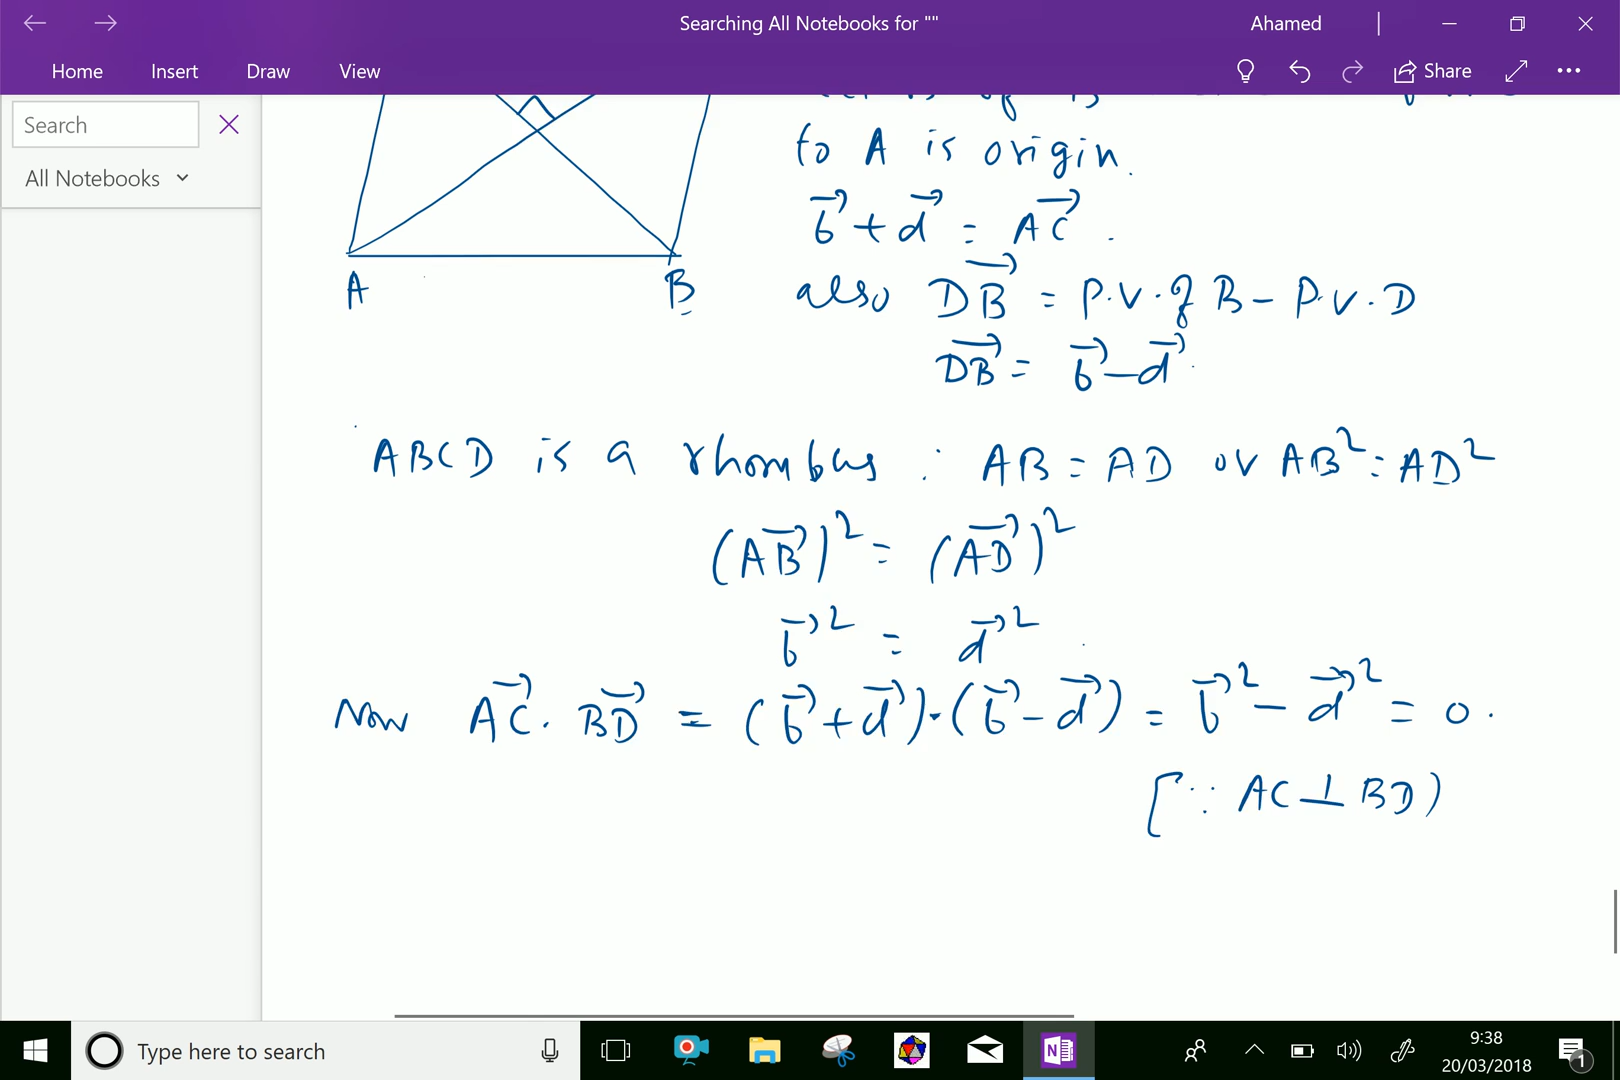 Searching All Notebooks for ""
Ahamed
Home Insert Draw View
Share
Search
All Notebooks
to A is origin.
b⃗ + d⃗ = AC⃗ .
A B
also DB⃗ = P.V. of B - P.V. D
DB⃗ = b⃗ - d⃗
ABCD is a rhombus ∴ AB = AD or AB² = AD²
(AB⃗)² = (AD⃗)²
b⃗² = d⃗²
Now AC⃗ . BD⃗ = (b⃗ + d⃗) . (b⃗ - d⃗) = b⃗² - d⃗² = 0.
[∵ AC ⊥ BD)
Type here to search
N
9:38
20/03/2018
1